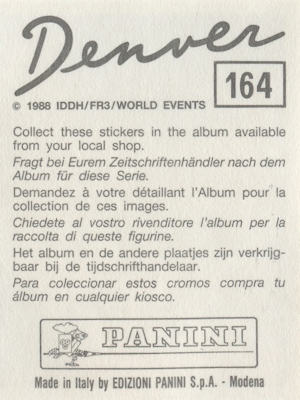 Denver
164
© 1988 IDDH/FR3/WORLD EVENTS
Collect these stickers in the album available
from your local shop.
Fragt bei Eurem Zeitschriftenhändler nach dem
Album für diese Serie.
Demandez à votre détaillant l'Album pour la
collection de ces images.
Chiedete al vostro rivenditore l'album per la
raccolta di queste figurine.
Het album en de andere plaatjes zijn verkrijg-
baar bij de tijdschrifthandelaar.
Para coleccionar estos cromos compra tu
álbum en cualquier kiosco.
PANINI
Made in Italy by EDIZIONI PANINI S.p.A. - Modena